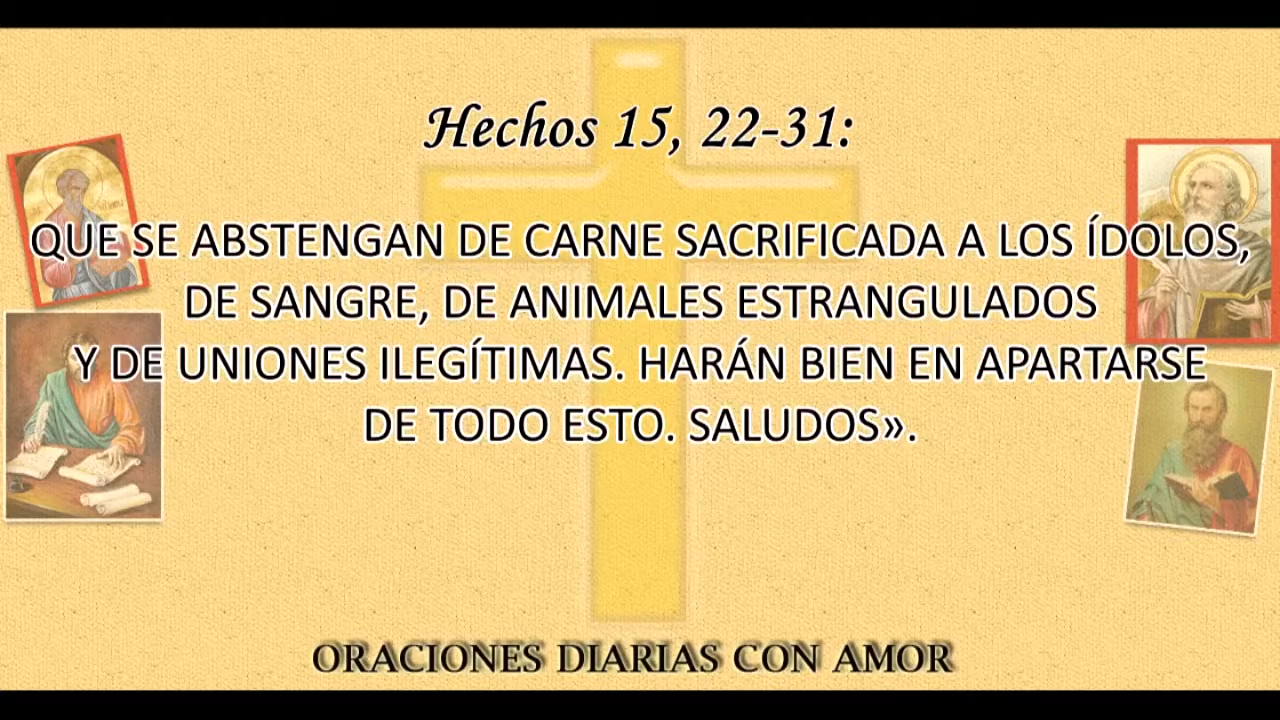 Hechos 15, 22-31:
QUE SE ABSTENGAN DE CARNE SACRIFICADA A LOS ÍDOLOS,
DE SANGRE, DE ANIMALES ESTRANGULADOS
Y DE UNIONES ILEGÍTIMAS. HARÁN BIEN EN APARTARSE
DE TODO ESTO. SALUDOS».
ORACIONES DIARIAS CON AMOR